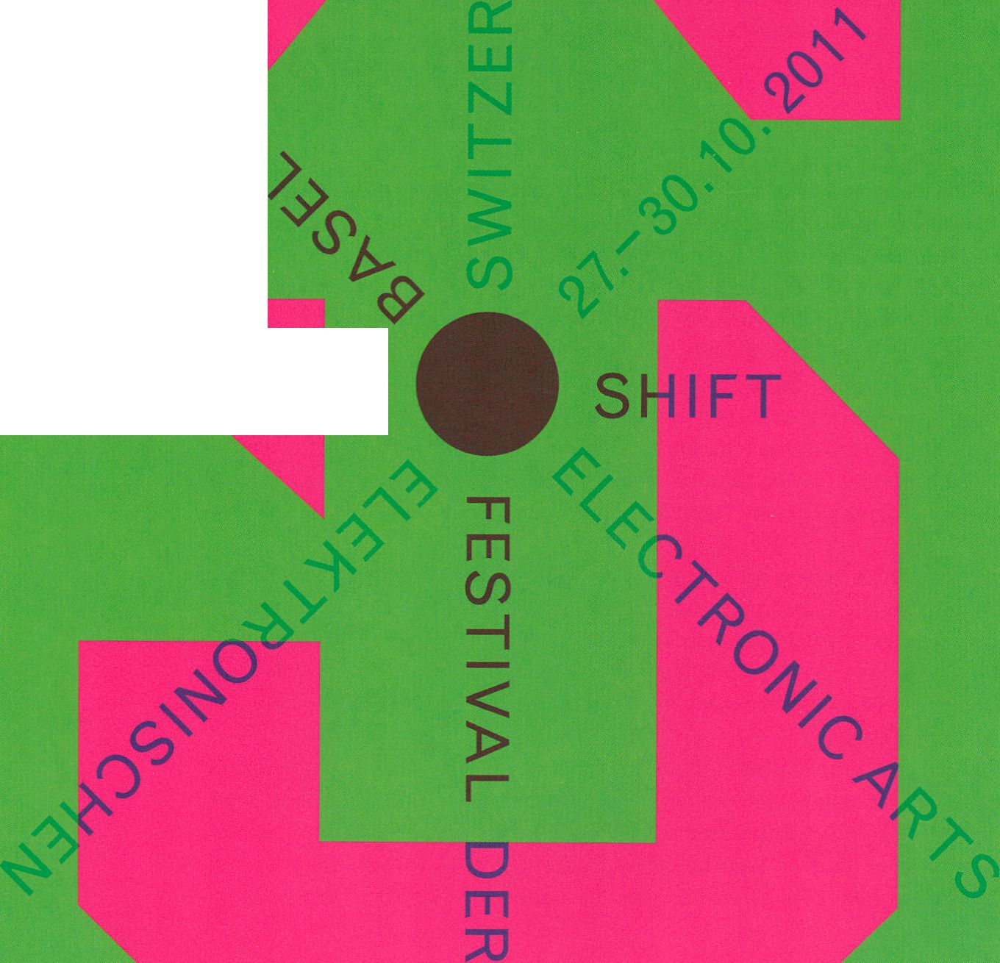 SWITZER
27.–30.10. 2011
SHIFT
ELECTRONIC ARTS
FESTIVAL DER
ELEKTRONISCHEN
BASEL